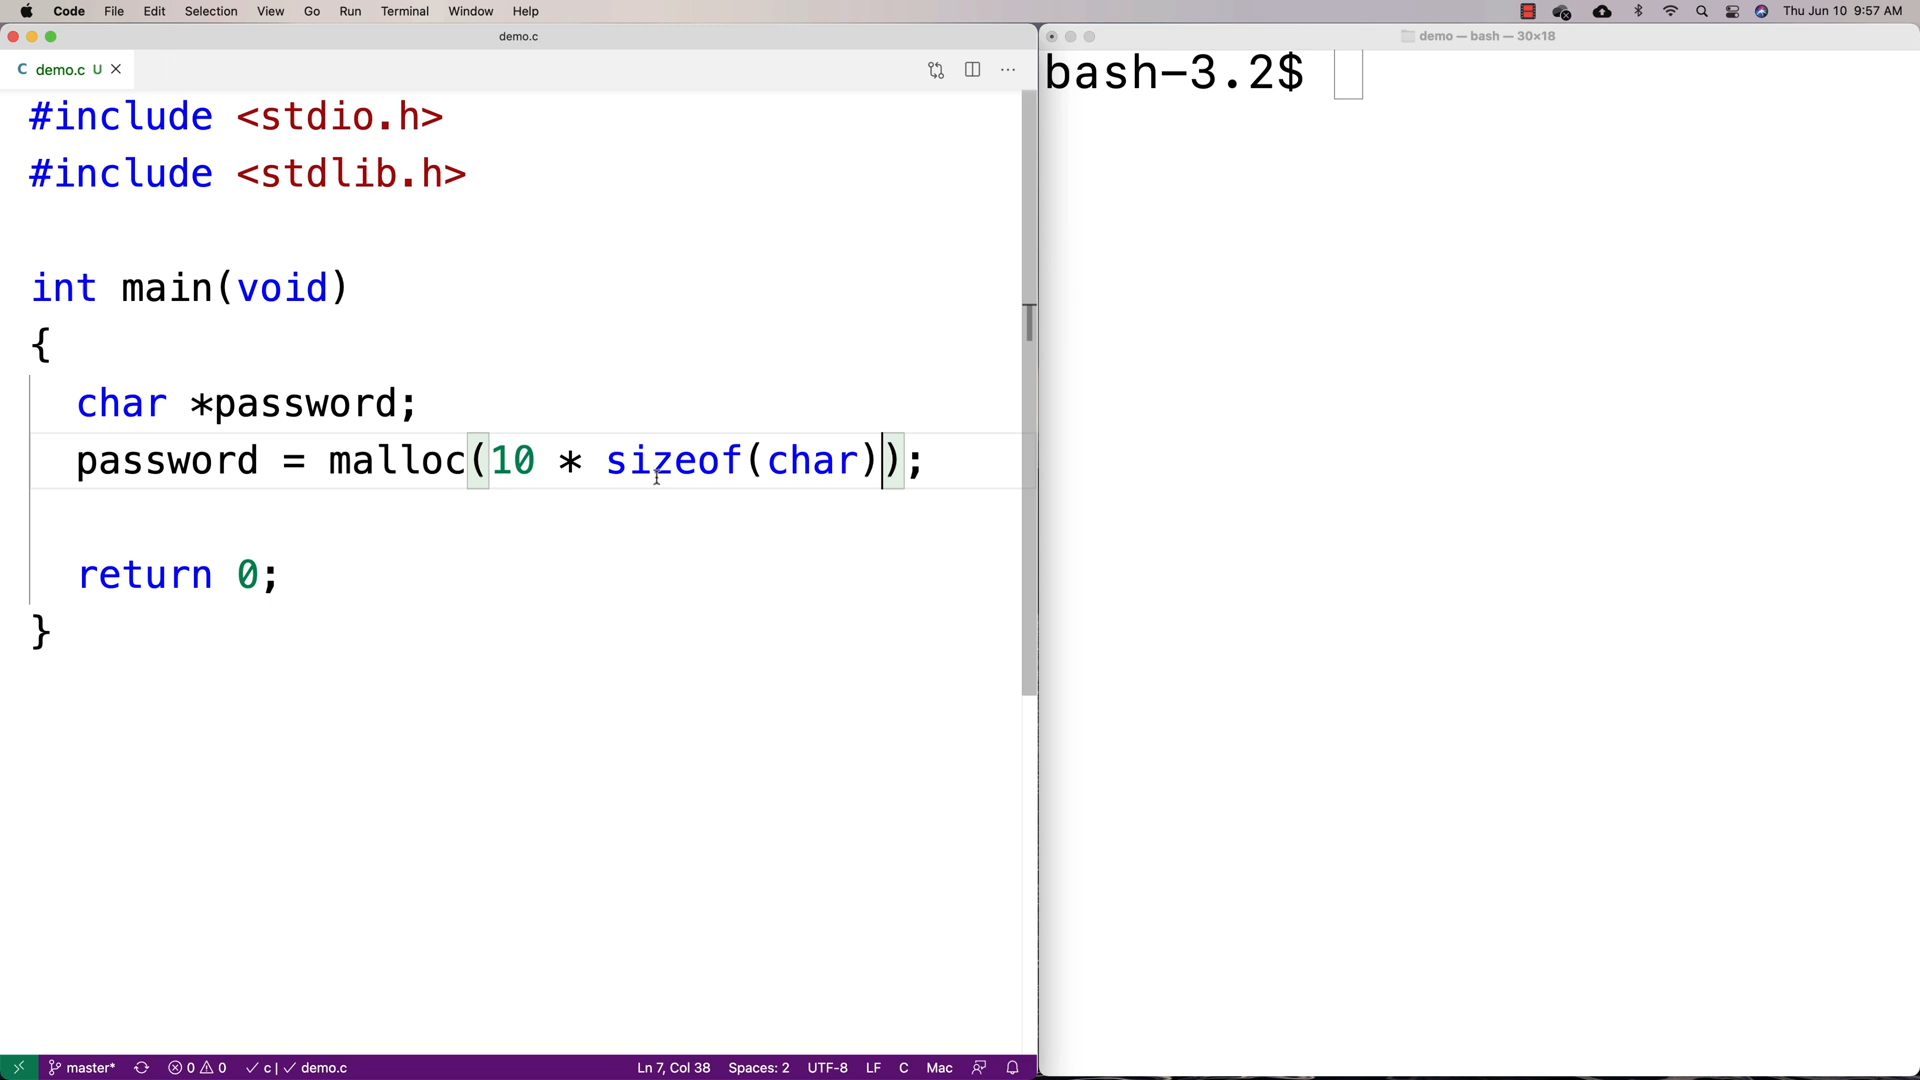 Code File Edit Selection View Go Run Terminal Window Help Thu Jun 10 9:57 AM
demo.c
C demo.c U
#include <stdio.h>
#include <stdlib.h>
int main(void)
{
char *password;
password = malloc(10 * sizeof(char));
return 0;
}
master* 0 0 c | demo.c Ln 7, Col 38 Spaces: 2 UTF-8 LF C Mac
demo — bash — 30×18
bash-3.2$